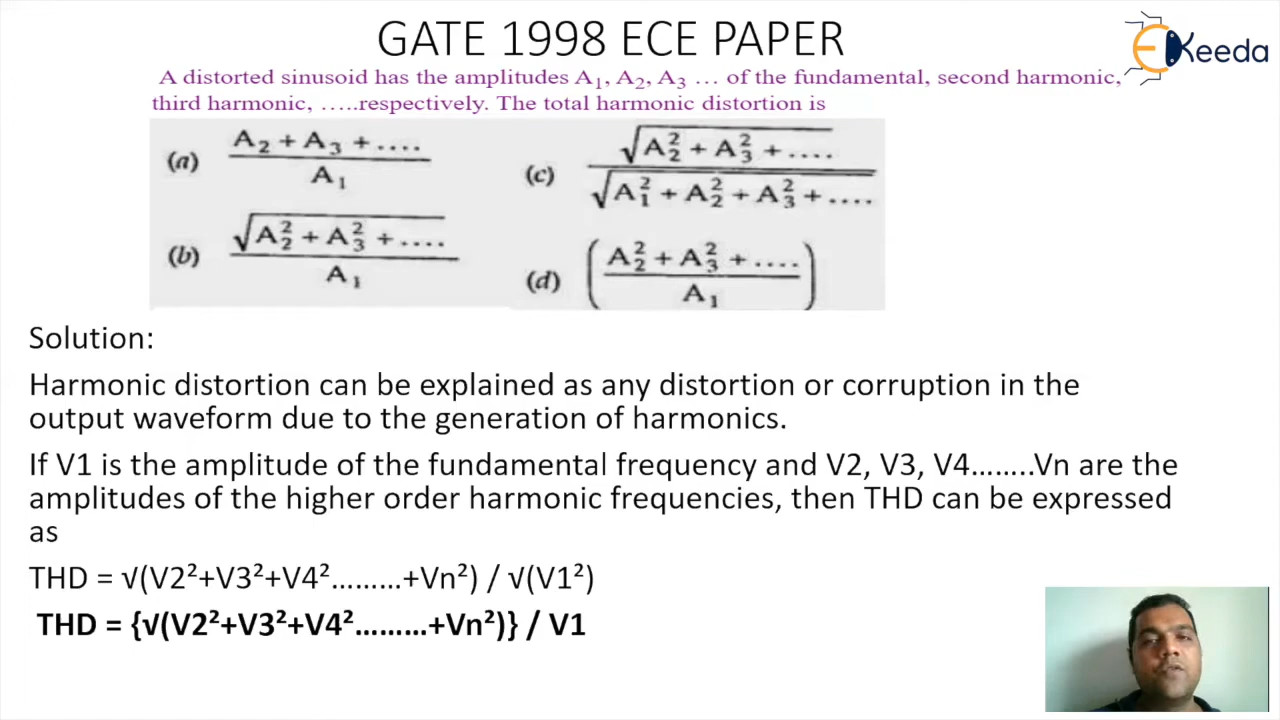 GATE 1998 ECE PAPER
EKeeda
A distorted sinusoid has the amplitudes A₁, A₂, A₃ … of the fundamental, second harmonic,
third harmonic, …..respectively. The total harmonic distortion is
(a) (A₂ + A₃ + ....) / A₁
(c) √(A₂² + A₃² + ....) / √(A₁² + A₂² + A₃² + ....)
(b) √(A₂² + A₃² + ....) / A₁
(d) ((A₂² + A₃² + ....) / A₁)
Solution:
Harmonic distortion can be explained as any distortion or corruption in the
output waveform due to the generation of harmonics.
If V1 is the amplitude of the fundamental frequency and V2, V3, V4……..Vn are the
amplitudes of the higher order harmonic frequencies, then THD can be expressed
as
THD = √(V2²+V3²+V4²………+Vn²) / √(V1²)
THD = {√(V2²+V3²+V4²………+Vn²)} / V1